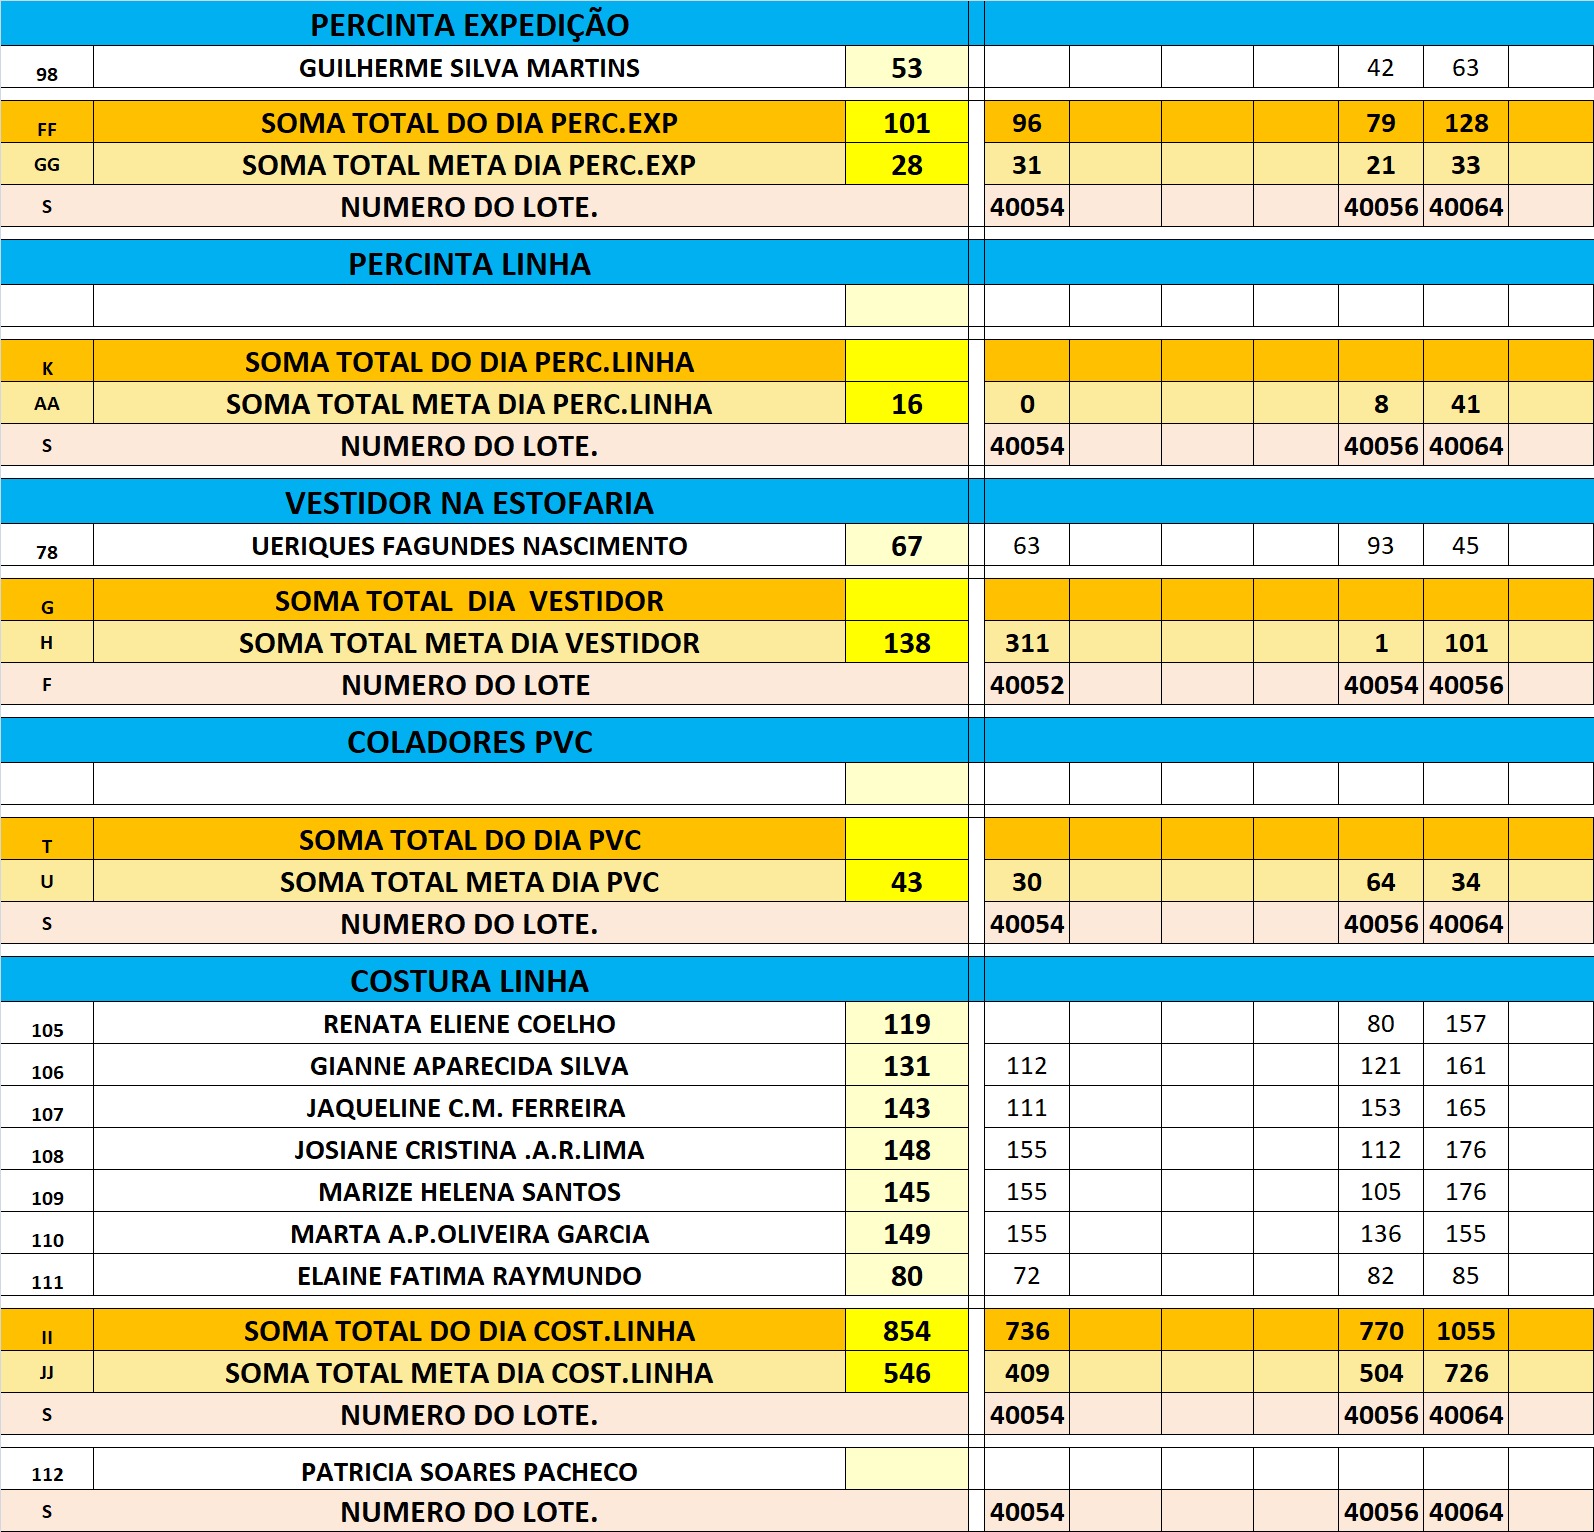 PERCINTA EXPEDIÇÃO
98 GUILHERME SILVA MARTINS 53 42 63
FF SOMA TOTAL DO DIA PERC.EXP 101 96 79 128
GG SOMA TOTAL META DIA PERC.EXP 28 31 21 33
S NUMERO DO LOTE. 40054 40056 40064
PERCINTA LINHA
K SOMA TOTAL DO DIA PERC.LINHA
AA SOMA TOTAL META DIA PERC.LINHA 16 0 8 41
S NUMERO DO LOTE. 40054 40056 40064
VESTIDOR NA ESTOFARIA
78 UERIQUES FAGUNDES NASCIMENTO 67 63 93 45
G SOMA TOTAL  DIA  VESTIDOR
H SOMA TOTAL META DIA VESTIDOR 138 311 1 101
F NUMERO DO LOTE 40052 40054 40056
COLADORES PVC
T SOMA TOTAL DO DIA PVC
U SOMA TOTAL META DIA PVC 43 30 64 34
S NUMERO DO LOTE. 40054 40056 40064
COSTURA LINHA
105 RENATA ELIENE COELHO 119 80 157
106 GIANNE APARECIDA SILVA 131 112 121 161
107 JAQUELINE C.M. FERREIRA 143 111 153 165
108 JOSIANE CRISTINA .A.R.LIMA 148 155 112 176
109 MARIZE HELENA SANTOS 145 155 105 176
110 MARTA A.P.OLIVEIRA GARCIA 149 155 136 155
111 ELAINE FATIMA RAYMUNDO 80 72 82 85
II SOMA TOTAL DO DIA COST.LINHA 854 736 770 1055
JJ SOMA TOTAL META DIA COST.LINHA 546 409 504 726
S NUMERO DO LOTE. 40054 40056 40064
112 PATRICIA SOARES PACHECO
S NUMERO DO LOTE. 40054 40056 40064